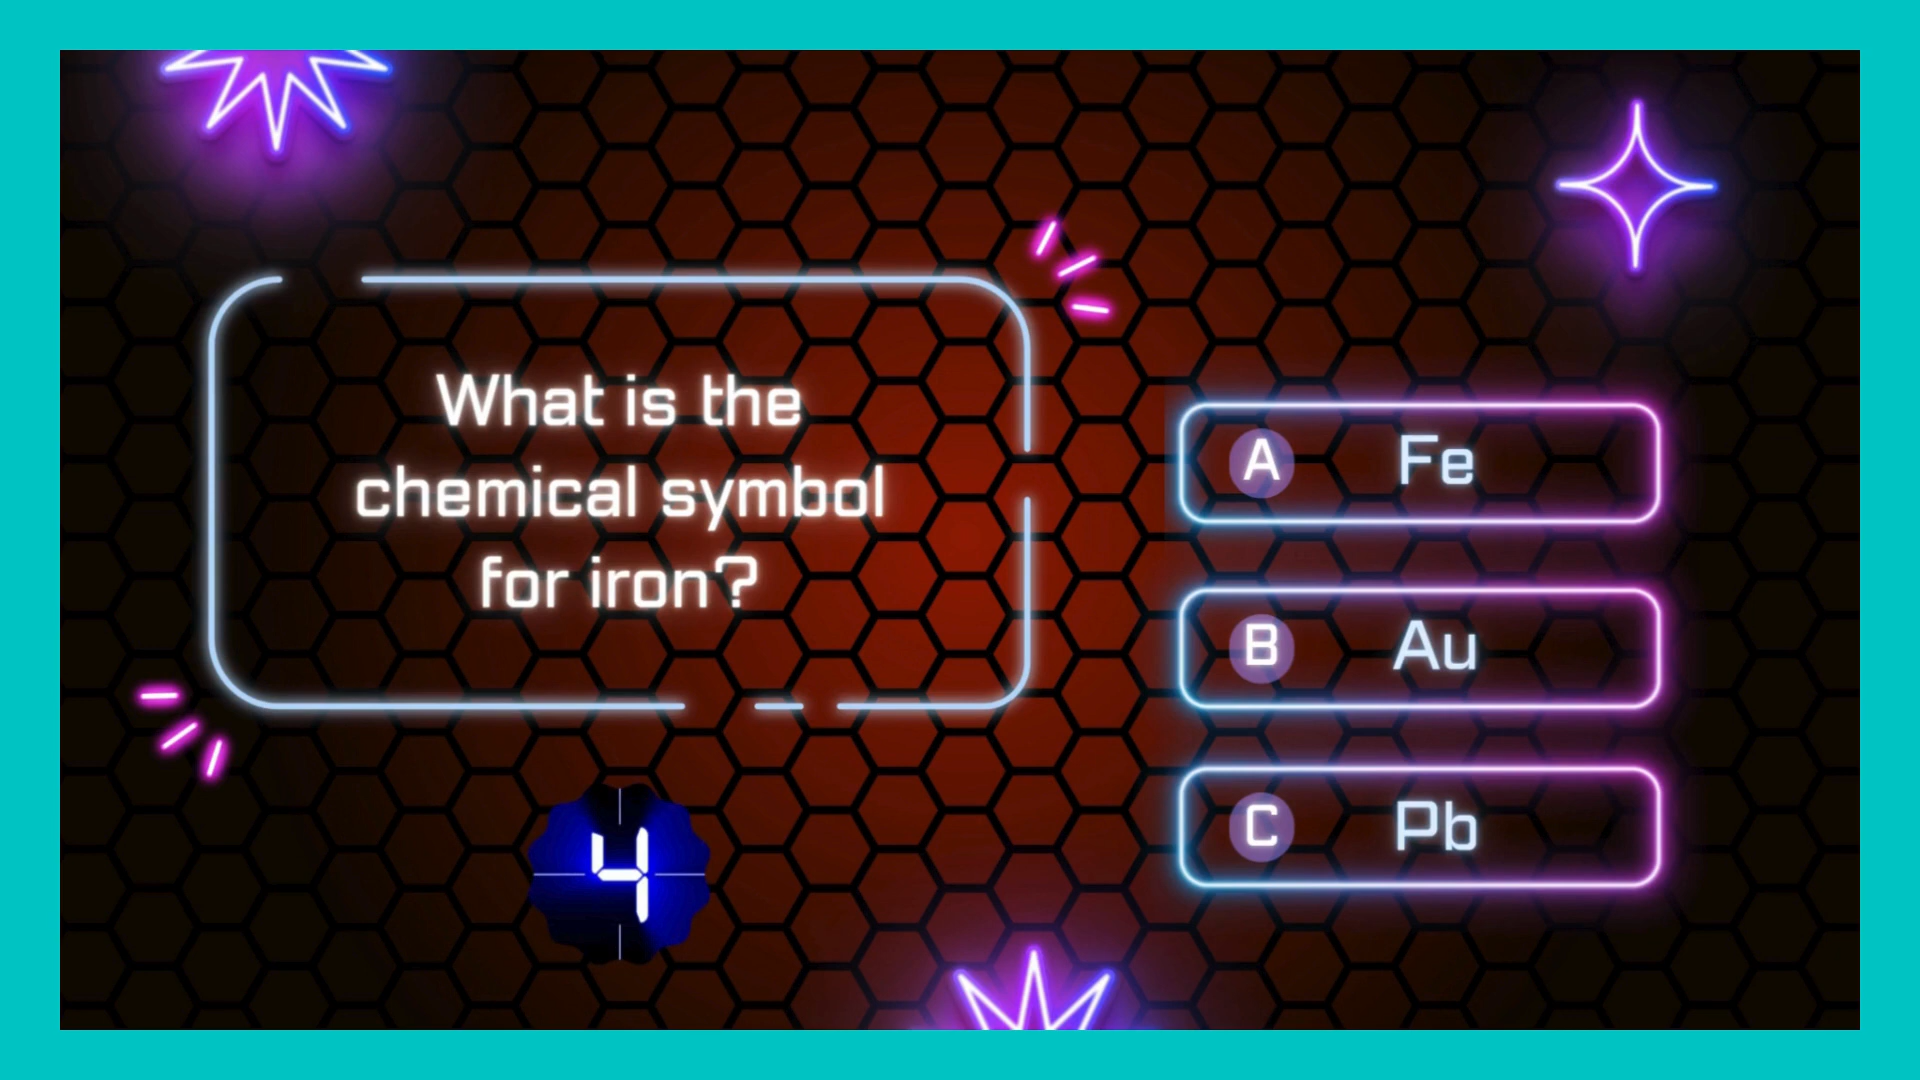 What is the
chemical symbol
for iron?
A Fe
B Au
C Pb
4